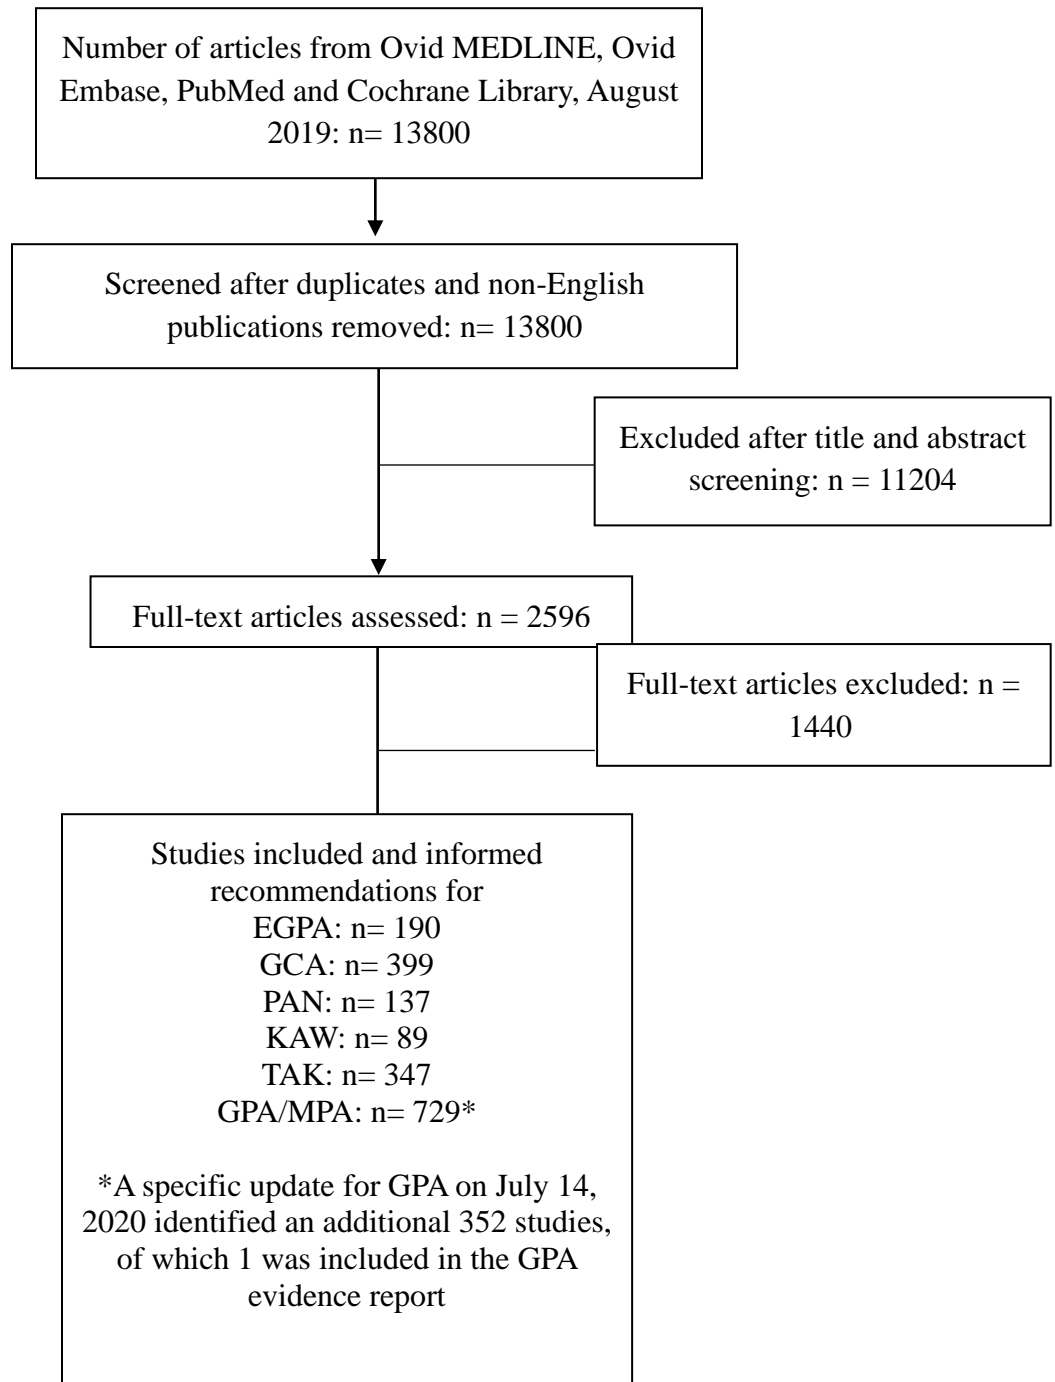 Number of articles from Ovid MEDLINE, Ovid
Embase, PubMed and Cochrane Library, August
2019: n= 13800
Screened after duplicates and non-English
publications removed: n= 13800
Excluded after title and abstract
screening: n = 11204
Full-text articles assessed: n = 2596
Full-text articles excluded: n =
1440
Studies included and informed
recommendations for
EGPA: n= 190
GCA: n= 399
PAN: n= 137
KAW: n= 89
TAK: n= 347
GPA/MPA: n= 729*
*A specific update for GPA on July 14,
2020 identified an additional 352 studies,
of which 1 was included in the GPA
evidence report